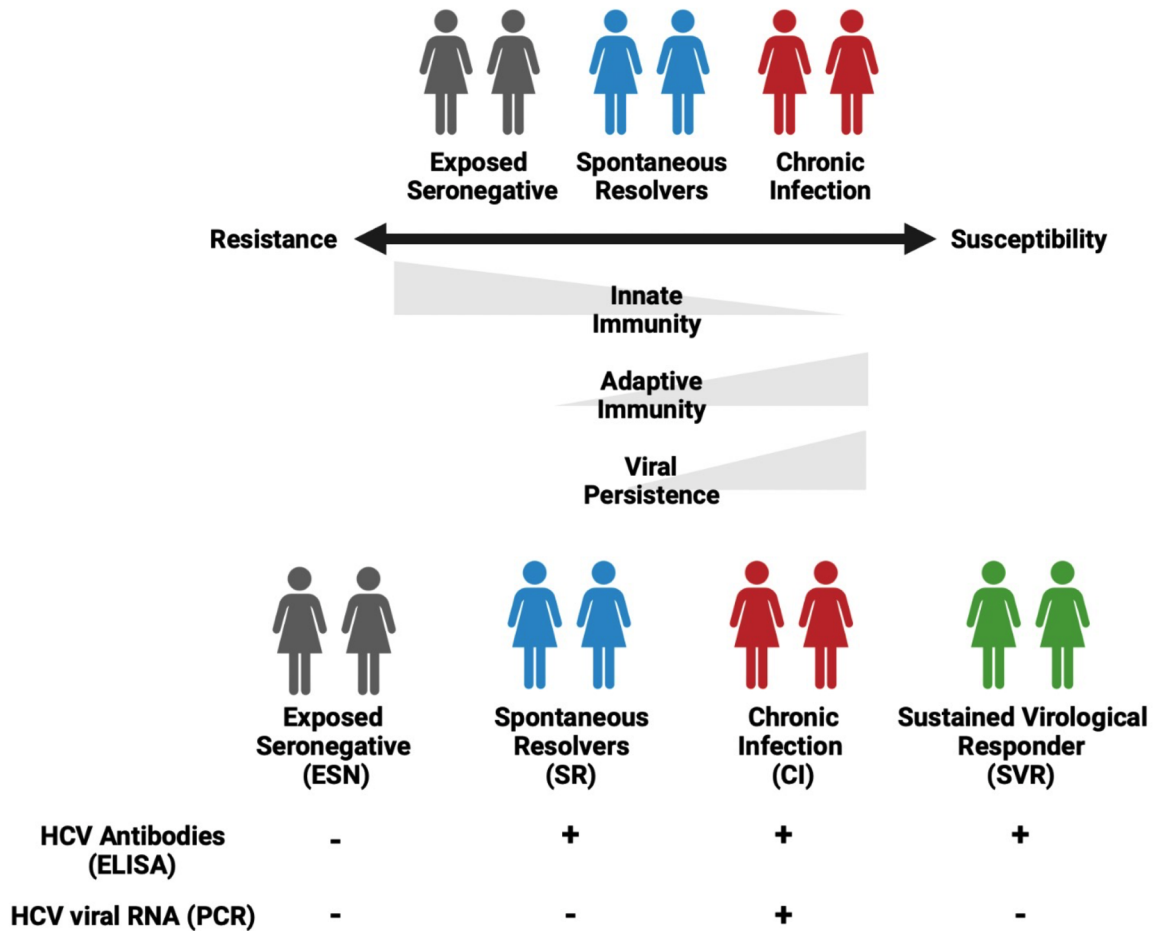 Exposed
Seronegative
Spontaneous
Resolvers
Chronic
Infection
Resistance
Susceptibility
Innate
Immunity
Adaptive
Immunity
Viral
Persistence
Exposed
Seronegative
(ESN)
Spontaneous
Resolvers
(SR)
Chronic
Infection
(CI)
Sustained Virological
Responder
(SVR)
HCV Antibodies
(ELISA)
- + + +
HCV viral RNA (PCR) - - + -